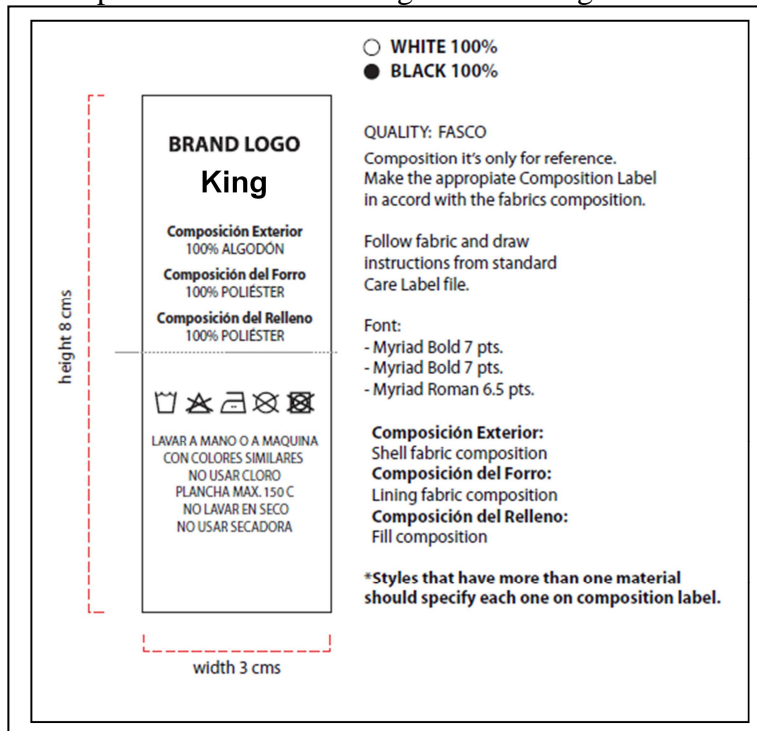 WHITE 100%
BLACK 100%
BRAND LOGO
King
Composición Exterior
100% ALGODÓN
Composición del Forro
100% POLIÉSTER
Composición del Relleno
100% POLIÉSTER
LAVAR A MANO O A MAQUINA
CON COLORES SIMILARES
NO USAR CLORO
PLANCHA MAX. 150 C
NO LAVAR EN SECO
NO USAR SECADORA
height 8 cms
width 3 cms
QUALITY: FASCO
Composition it's only for reference.
Make the appropiate Composition Label
in accord with the fabrics composition.
Follow fabric and draw
instructions from standard
Care Label file.
Font:
- Myriad Bold 7 pts.
- Myriad Bold 7 pts.
- Myriad Roman 6.5 pts.
Composición Exterior:
Shell fabric composition
Composición del Forro:
Lining fabric composition
Composición del Relleno:
Fill composition
*Styles that have more than one material
should specify each one on composition label.